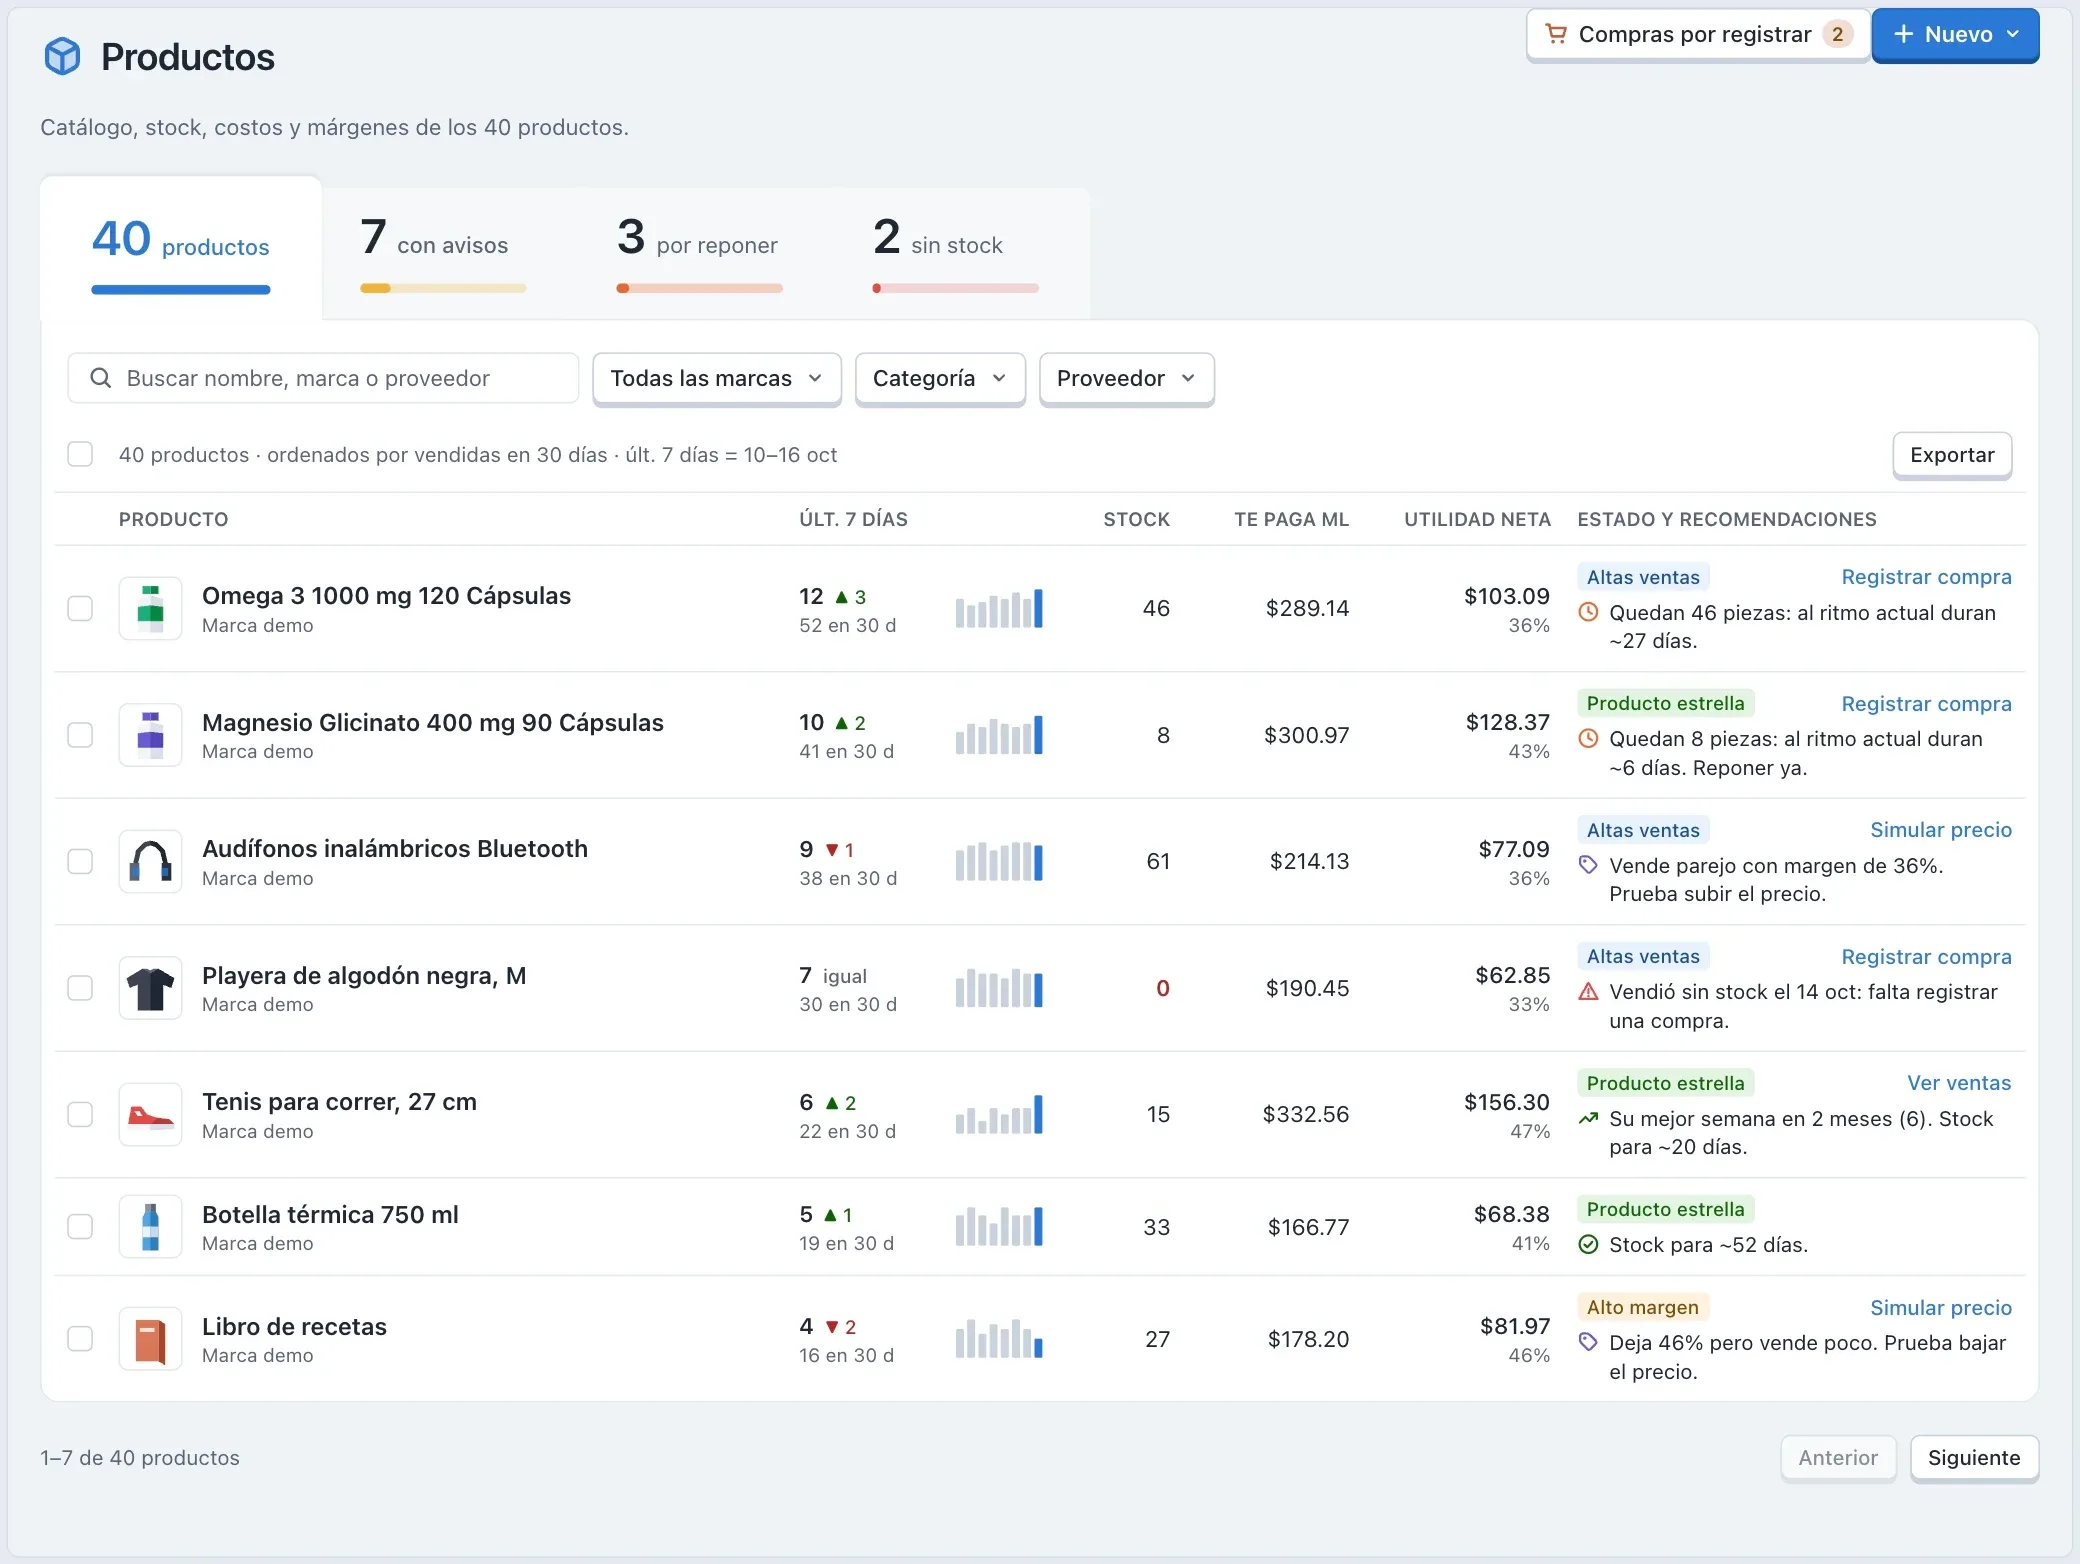 Productos
Compras por registrar 2
Nuevo
Catálogo, stock, costos y márgenes de los 40 productos.
40 productos
7 con avisos
3 por reponer
2 sin stock
Buscar nombre, marca o proveedor
Todas las marcas
Categoría
Proveedor
40 productos · ordenados por vendidas en 30 días · últ. 7 días = 10–16 oct
Exportar
PRODUCTO ÚLT. 7 DÍAS STOCK TE PAGA ML UTILIDAD NETA ESTADO Y RECOMENDACIONES
Omega 3 1000 mg 120 Cápsulas
Marca demo
12 ▲ 3
52 en 30 d
46
$289.14
$103.09
36%
Altas ventas
Registrar compra
Quedan 46 piezas: al ritmo actual duran
~27 días.
Magnesio Glicinato 400 mg 90 Cápsulas
Marca demo
10 ▲ 2
41 en 30 d
8
$300.97
$128.37
43%
Producto estrella
Registrar compra
Quedan 8 piezas: al ritmo actual duran
~6 días. Reponer ya.
Audífonos inalámbricos Bluetooth
Marca demo
9 ▼ 1
38 en 30 d
61
$214.13
$77.09
36%
Altas ventas
Simular precio
Vende parejo con margen de 36%.
Prueba subir el precio.
Playera de algodón negra, M
Marca demo
7 igual
30 en 30 d
0
$190.45
$62.85
33%
Altas ventas
Registrar compra
Vendió sin stock el 14 oct: falta registrar
una compra.
Tenis para correr, 27 cm
Marca demo
6 ▲ 2
22 en 30 d
15
$332.56
$156.30
47%
Producto estrella
Ver ventas
Su mejor semana en 2 meses (6). Stock
para ~20 días.
Botella térmica 750 ml
Marca demo
5 ▲ 1
19 en 30 d
33
$166.77
$68.38
41%
Producto estrella
Stock para ~52 días.
Libro de recetas
Marca demo
4 ▼ 2
16 en 30 d
27
$178.20
$81.97
46%
Alto margen
Simular precio
Deja 46% pero vende poco. Prueba bajar
el precio.
1–7 de 40 productos
Anterior
Siguiente